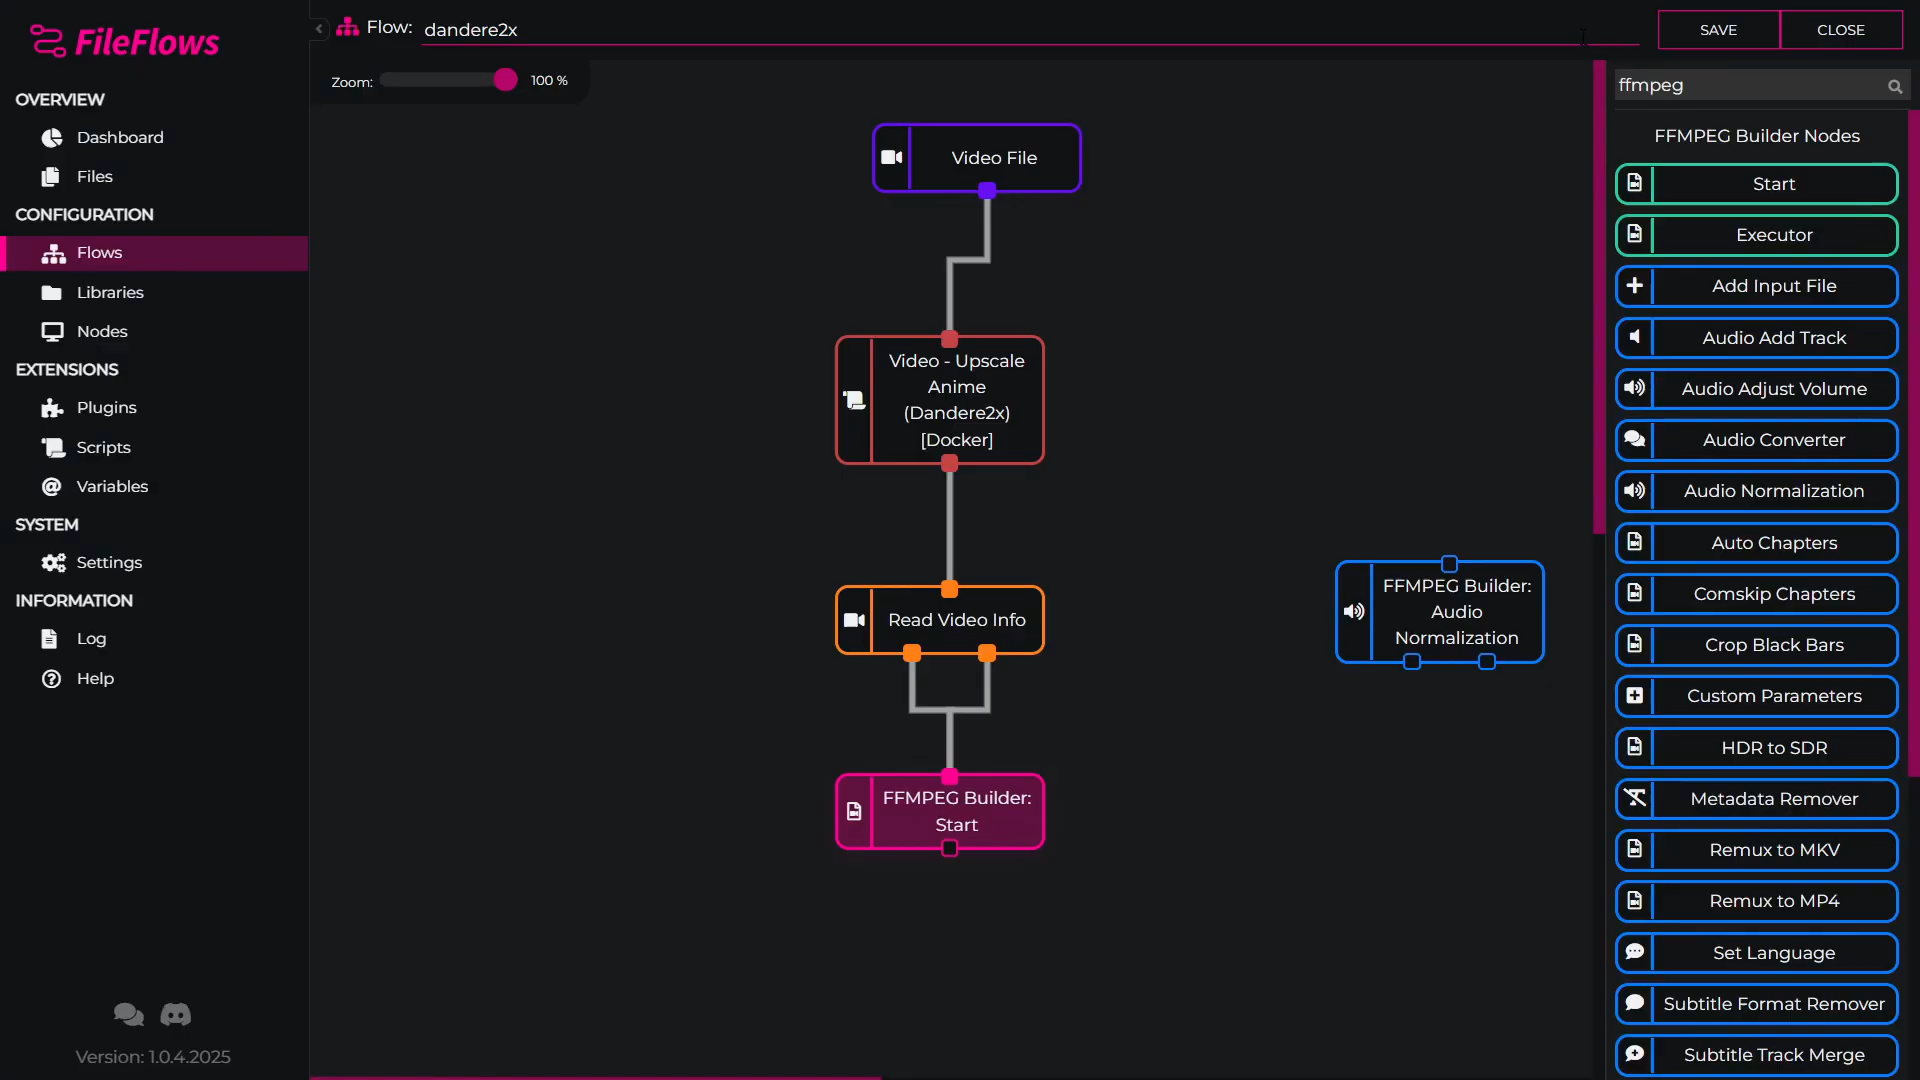 FileFlows
OVERVIEW
Dashboard
Files
CONFIGURATION
Flows
Libraries
Nodes
EXTENSIONS
Plugins
Scripts
Variables
SYSTEM
Settings
INFORMATION
Log
Help
Version: 1.0.4.2025
Flow: dandere2x
SAVE
CLOSE
Zoom: 100 %
Video File
Video - Upscale
Anime
(Dandere2x)
[Docker]
Read Video Info
FFMPEG Builder:
Start
FFMPEG Builder:
Audio
Normalization
ffmpeg
FFMPEG Builder Nodes
Start
Executor
Add Input File
Audio Add Track
Audio Adjust Volume
Audio Converter
Audio Normalization
Auto Chapters
Comskip Chapters
Crop Black Bars
Custom Parameters
HDR to SDR
Metadata Remover
Remux to MKV
Remux to MP4
Set Language
Subtitle Format Remover
Subtitle Track Merge